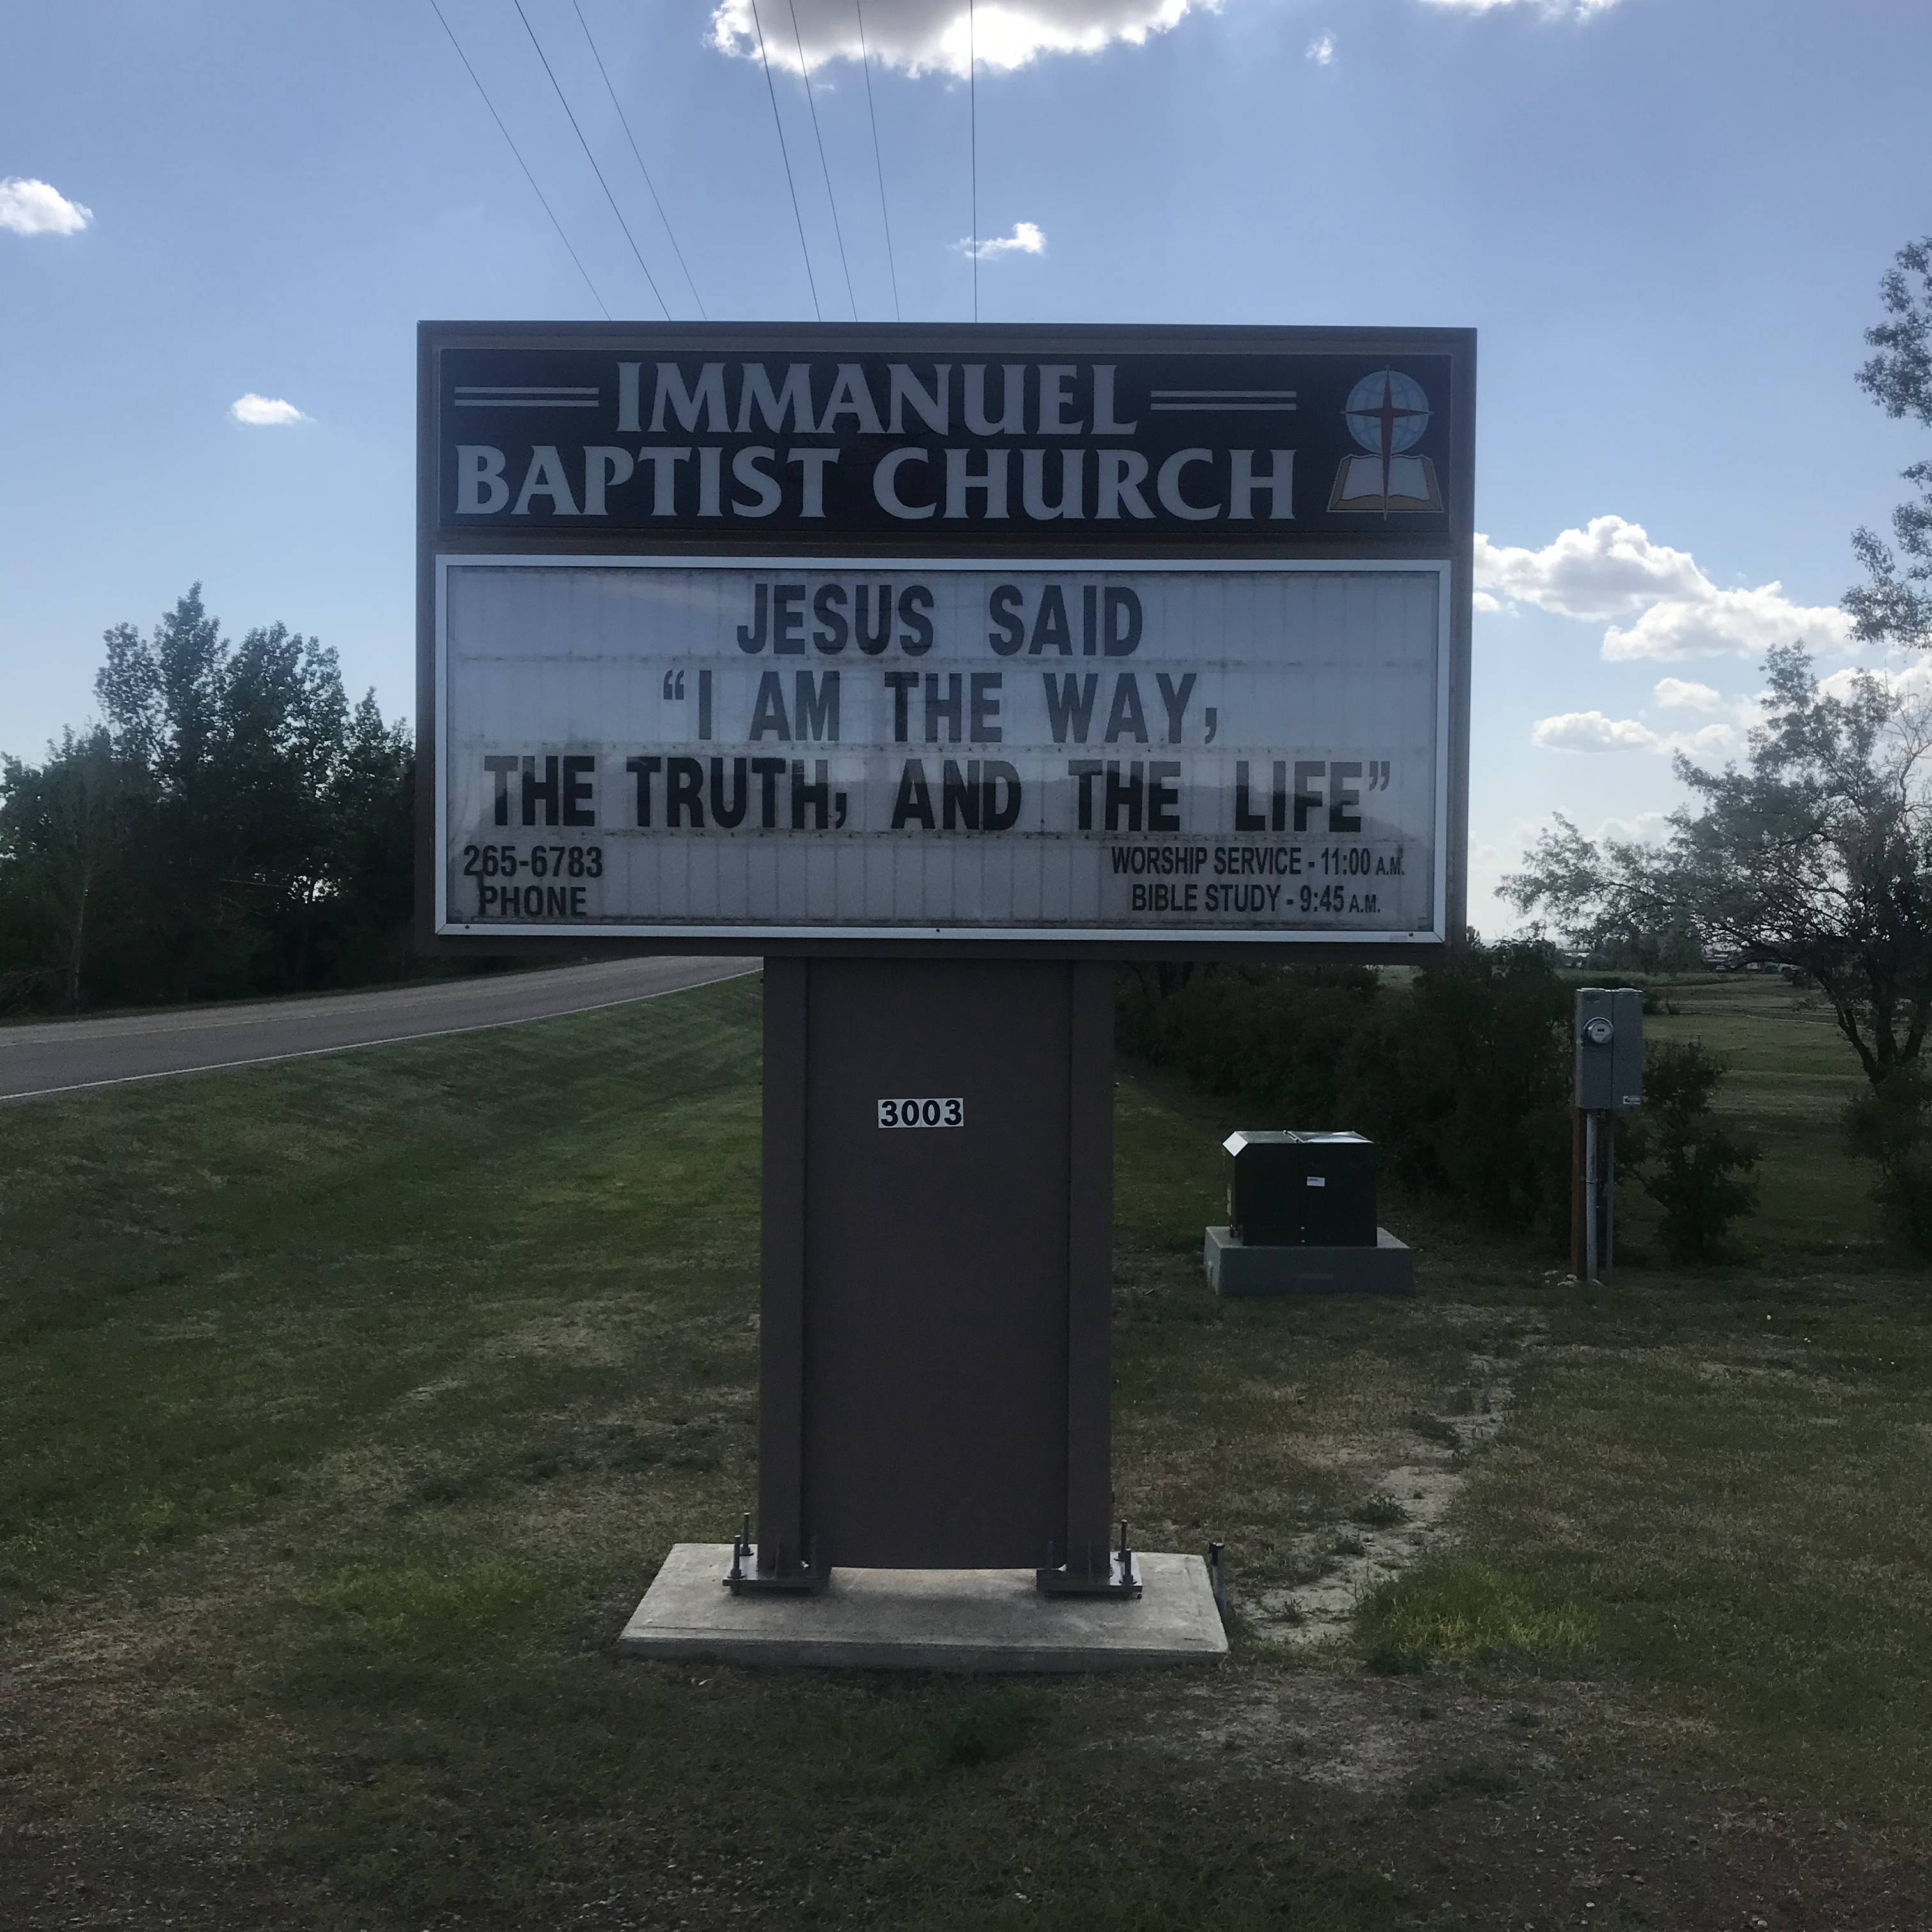 IMMANUEL
BAPTIST CHURCH
JESUS SAID
“I AM THE WAY,
THE TRUTH, AND THE LIFE”
265-6783
PHONE
WORSHIP SERVICE - 11:00 A.M.
BIBLE STUDY - 9:45 A.M.
3003